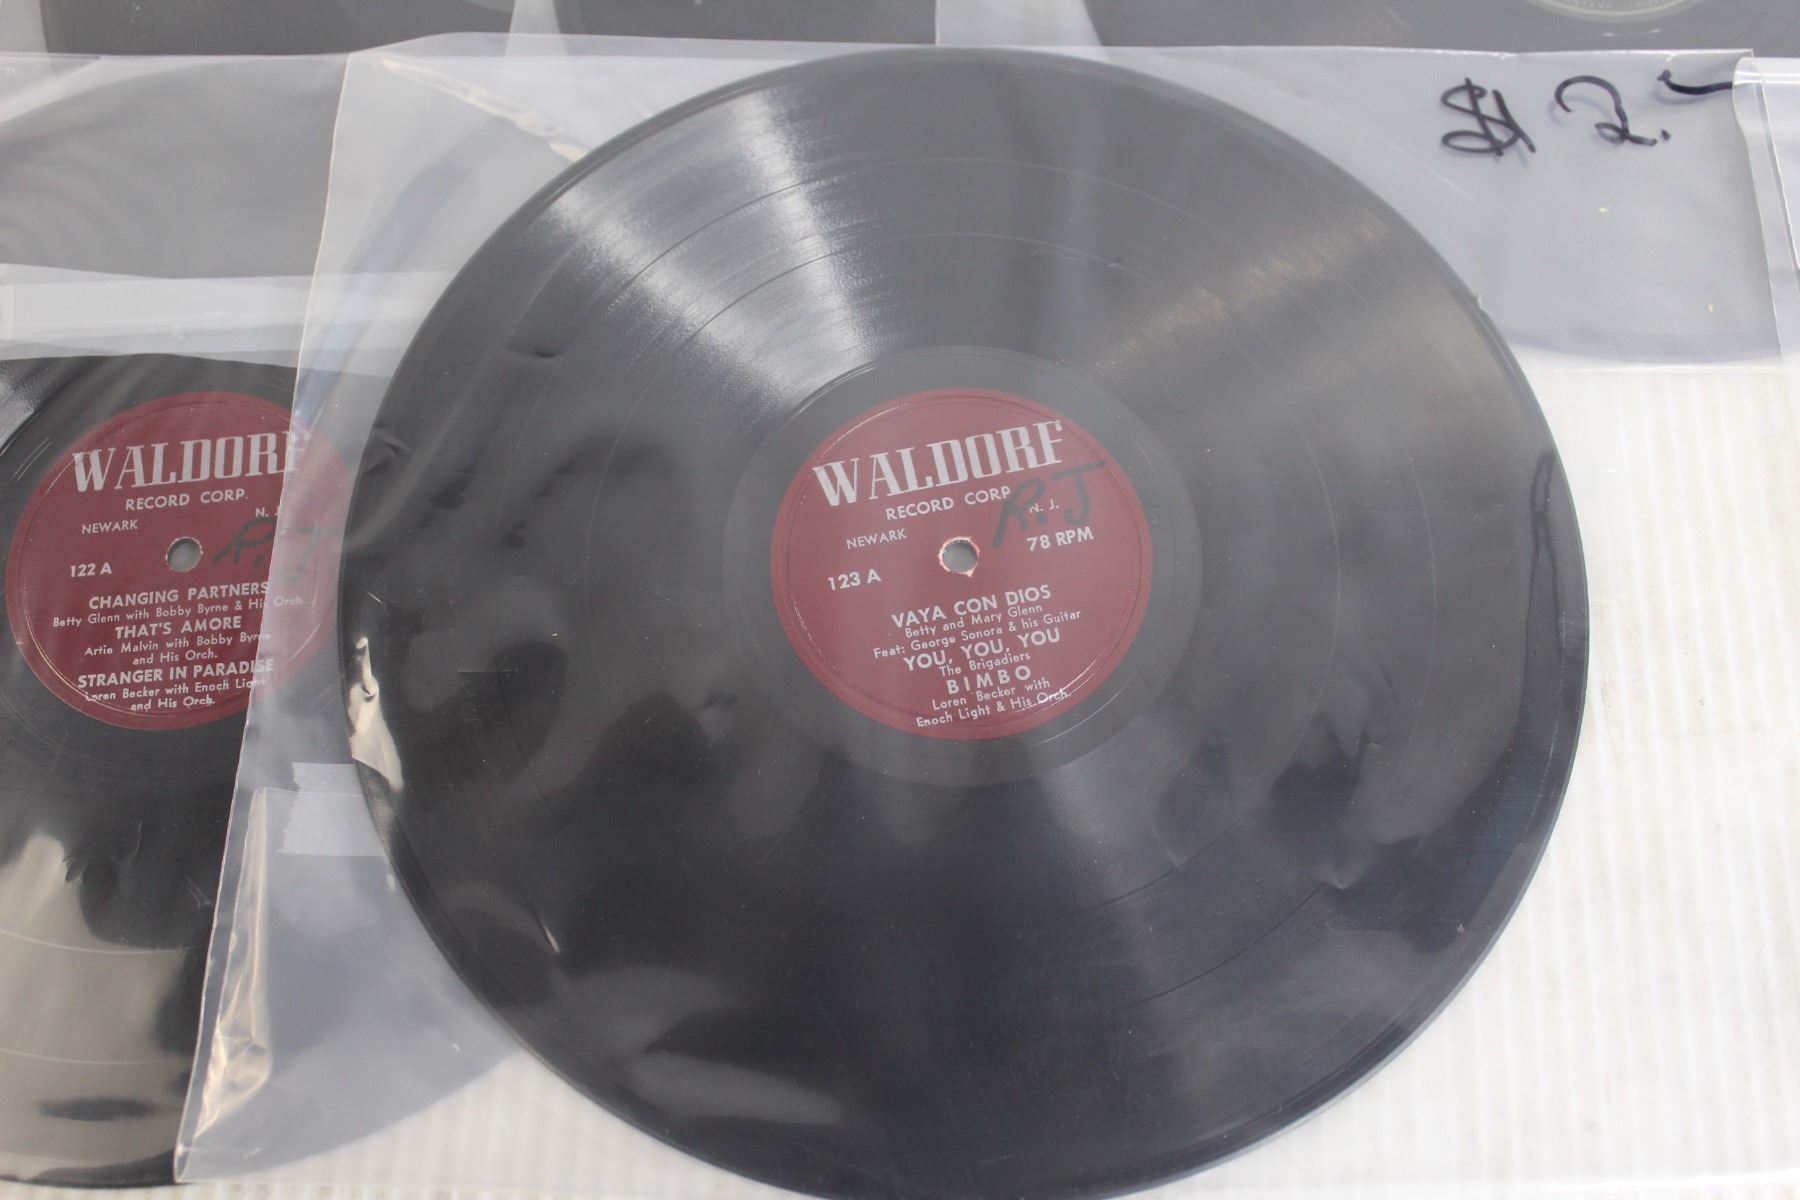 $ 2.-
WALDORF
RECORD CORP.
NEWARK N. J.
R.J
122 A
CHANGING PARTNERS
Betty Glenn with Bobby Byrne & His Orch.
THAT'S AMORE
Artie Malvin with Bobby Byrne
and His Orch.
STRANGER IN PARADISE
Loren Becker with Enoch Light
and His Orch.
WALDORF
RECORD CORP.
NEWARK N. J.
R.J
78 RPM
123 A
VAYA CON DIOS
Betty and Mary Glenn
Feat: George Sonora & his Guitar
YOU, YOU, YOU
The Brigadiers
BIMBO
Loren Becker with
Enoch Light & His Orch.